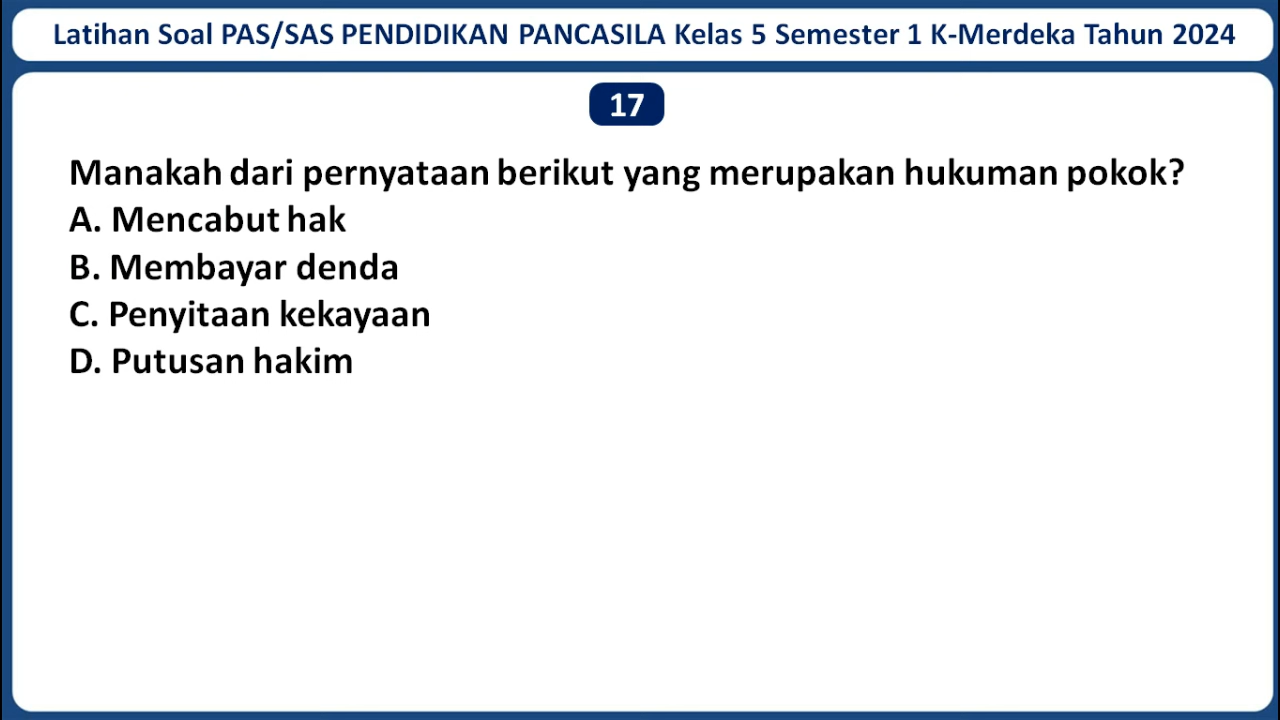 Latihan Soal PAS/SAS PENDIDIKAN PANCASILA Kelas 5 Semester 1 K-Merdeka Tahun 2024
17
Manakah dari pernyataan berikut yang merupakan hukuman pokok?
A. Mencabut hak
B. Membayar denda
C. Penyitaan kekayaan
D. Putusan hakim